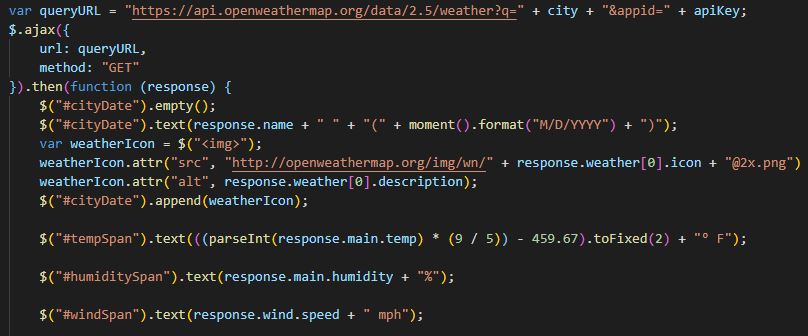 var queryURL = "https://api.openweathermap.org/data/2.5/weather?q=" + city + "&appid=" + apiKey;
$.ajax({
    url: queryURL,
    method: "GET"
}).then(function (response) {
    $("#cityDate").empty();
    $("#cityDate").text(response.name + " " + "(" + moment().format("M/D/YYYY") + ")");
    var weatherIcon = $("<img>");
    weatherIcon.attr("src", "http://openweathermap.org/img/wn/" + response.weather[0].icon + "@2x.png")
    weatherIcon.attr("alt", response.weather[0].description);
    $("#cityDate").append(weatherIcon);

    $("#tempSpan").text(((parseInt(response.main.temp) * (9 / 5)) - 459.67).toFixed(2) + "° F");

    $("#humiditySpan").text(response.main.humidity + "%");

    $("#windSpan").text(response.wind.speed + " mph");